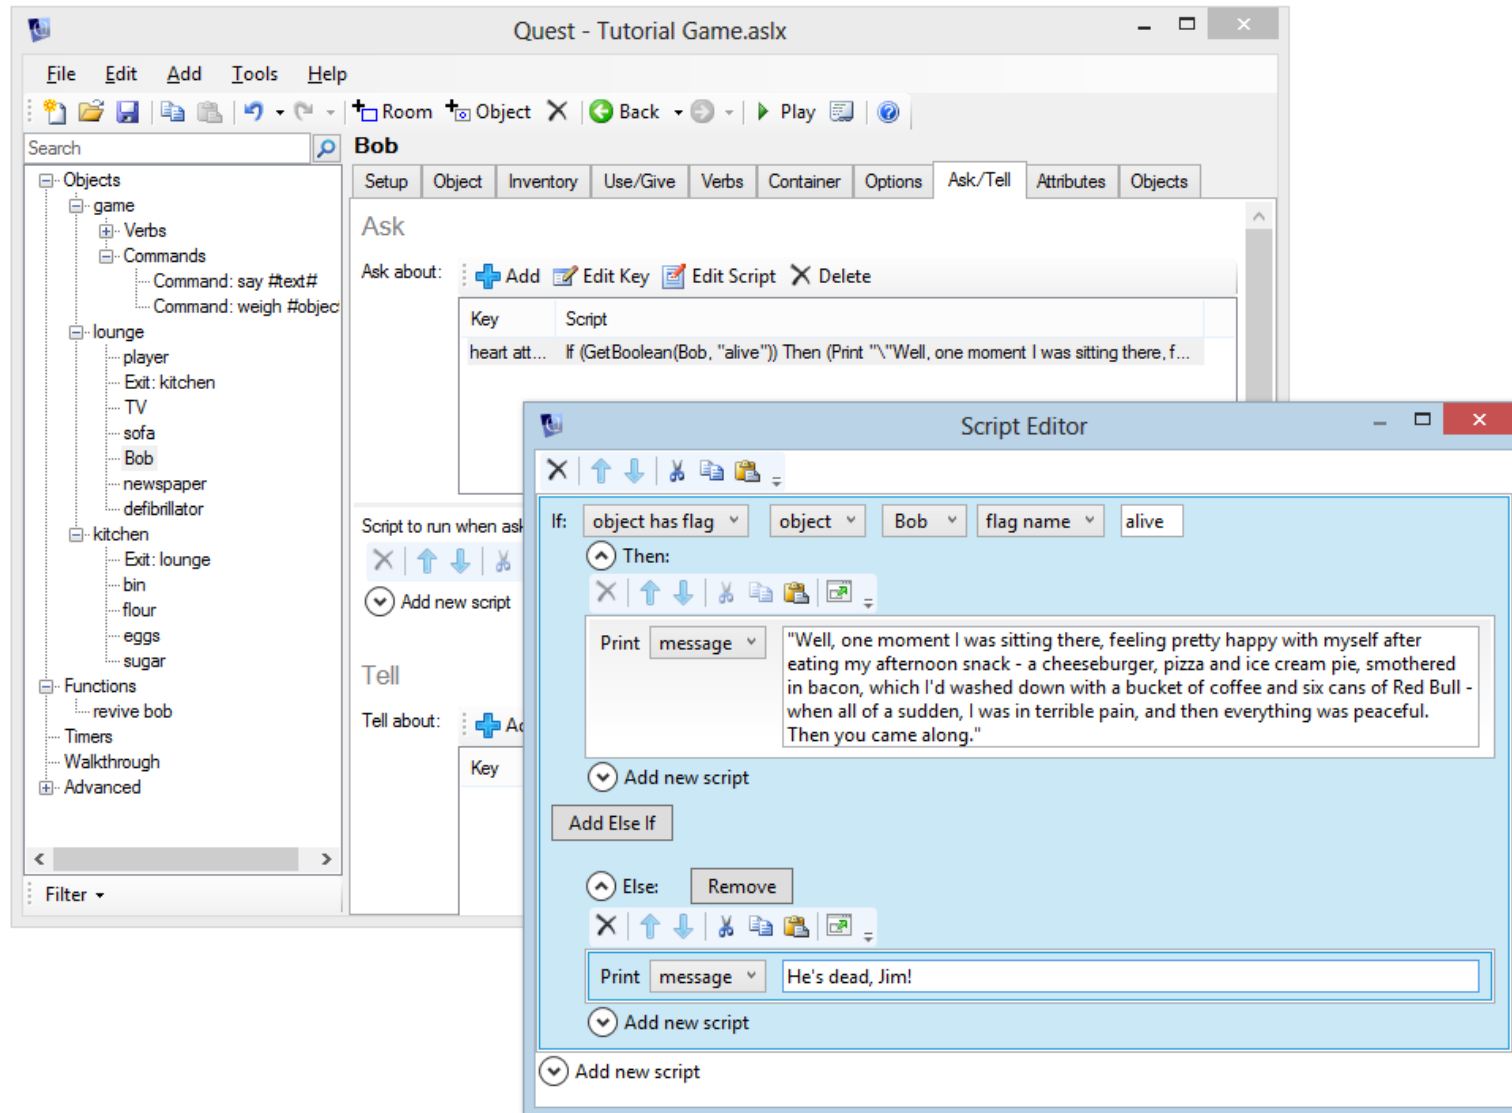 Quest - Tutorial Game.aslx
File Edit Add Tools Help
Room Object Back Play
Search
Bob
Setup Object Inventory Use/Give Verbs Container Options Ask/Tell Attributes Objects
Objects
game
Verbs
Commands
Command: say #text#
Command: weigh #object
lounge
player
Exit: kitchen
TV
sofa
Bob
newspaper
defibrillator
kitchen
Exit: lounge
bin
flour
eggs
sugar
Functions
revive bob
Timers
Walkthrough
Advanced
Filter
Ask
Ask about: Add Edit Key Edit Script Delete
Key Script
heart att... If (GetBoolean(Bob, "alive")) Then (Print "\"Well, one moment I was sitting there, f...
Script to run when ask
Add new script
Tell
Tell about: Ad
Key
Script Editor
If: object has flag object Bob flag name alive
Then:
Print message "Well, one moment I was sitting there, feeling pretty happy with myself after
eating my afternoon snack - a cheeseburger, pizza and ice cream pie, smothered
in bacon, which I'd washed down with a bucket of coffee and six cans of Red Bull -
when all of a sudden, I was in terrible pain, and then everything was peaceful.
Then you came along."
Add new script
Add Else If
Else: Remove
Print message He's dead, Jim!
Add new script
Add new script